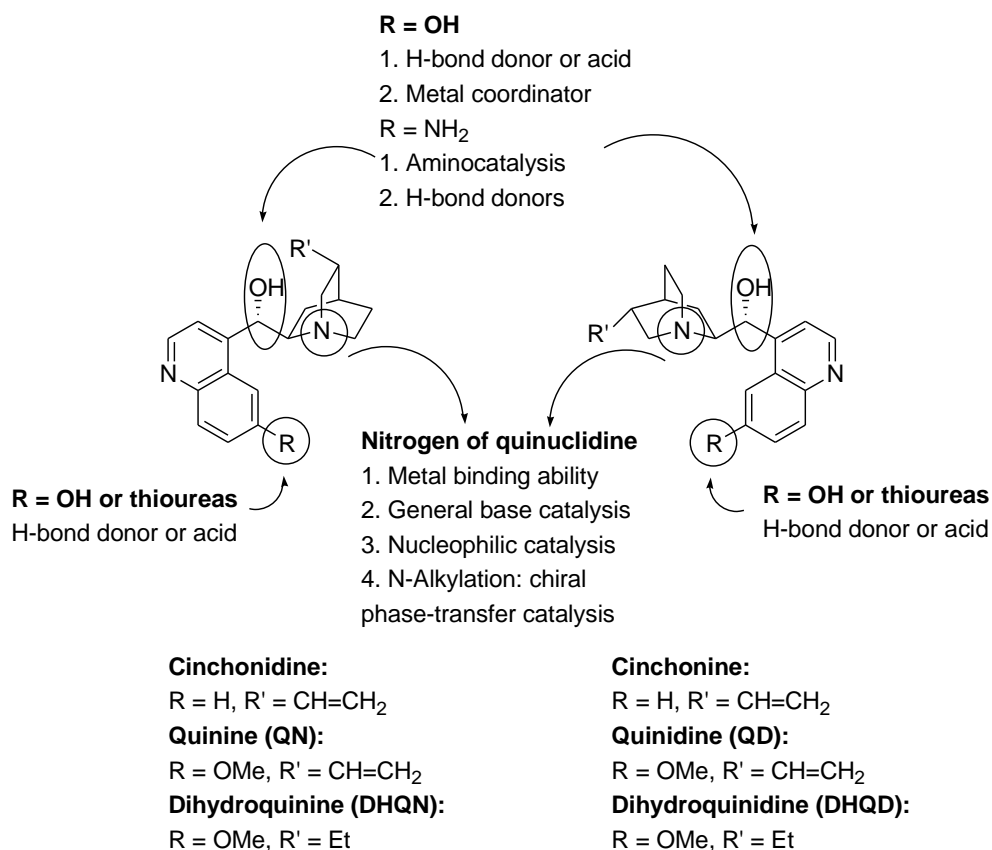 R = OH
1. H-bond donor or acid
2. Metal coordinator
R = NH2
1. Aminocatalysis
2. H-bond donors
R'
OH
N
N
R
R'
OH
N
N
R
Nitrogen of quinuclidine
1. Metal binding ability
2. General base catalysis
3. Nucleophilic catalysis
4. N-Alkylation: chiral
phase-transfer catalysis
R = OH or thioureas
H-bond donor or acid
R = OH or thioureas
H-bond donor or acid
Cinchonidine:
R = H, R' = CH=CH2
Quinine (QN):
R = OMe, R' = CH=CH2
Dihydroquinine (DHQN):
R = OMe, R' = Et
Cinchonine:
R = H, R' = CH=CH2
Quinidine (QD):
R = OMe, R' = CH=CH2
Dihydroquinidine (DHQD):
R = OMe, R' = Et